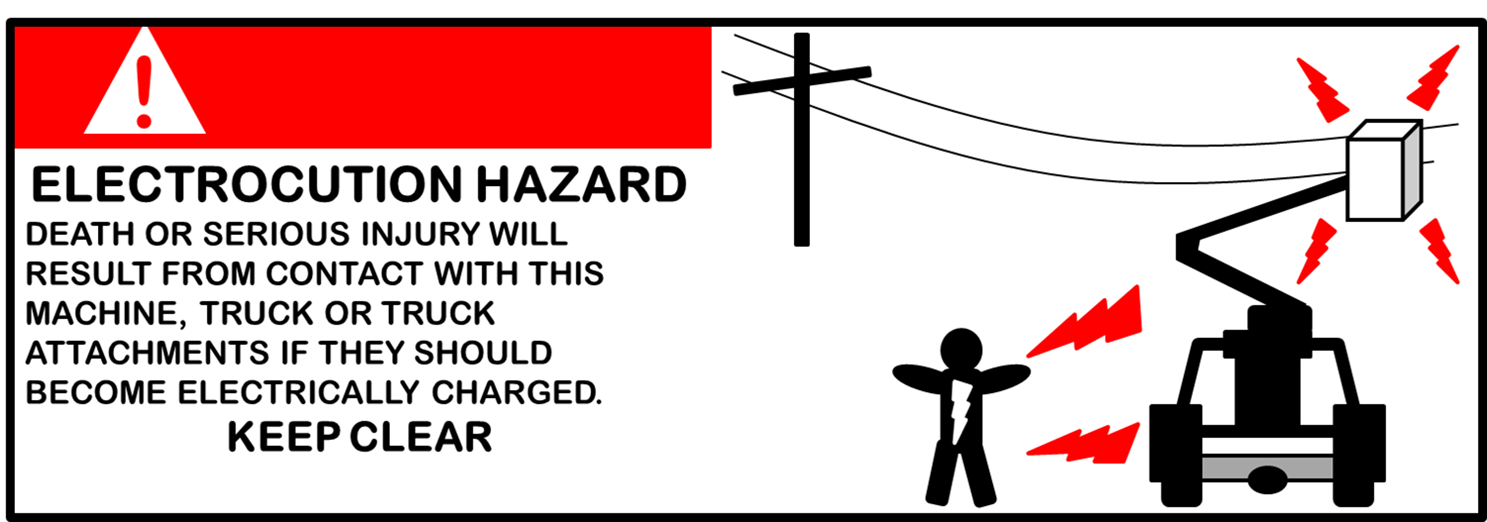 ELECTROCUTION HAZARD
DEATH OR SERIOUS INJURY WILL
RESULT FROM CONTACT WITH THIS
MACHINE, TRUCK OR TRUCK
ATTACHMENTS IF THEY SHOULD
BECOME ELECTRICALLY CHARGED.
KEEP CLEAR